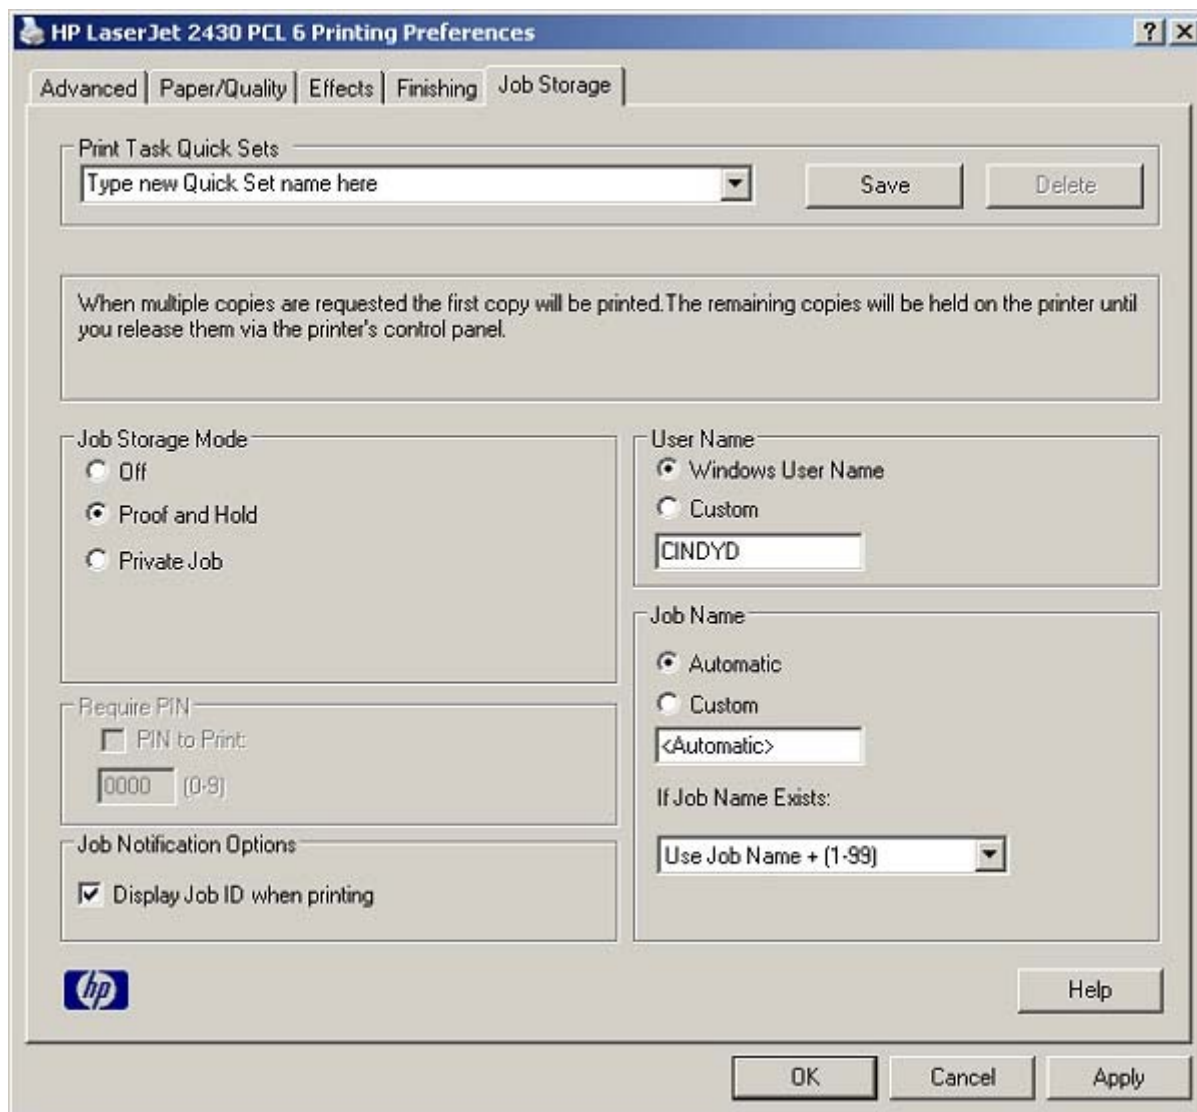 HP LaserJet 2430 PCL 6 Printing Preferences
Advanced Paper/Quality Effects Finishing Job Storage
Print Task Quick Sets
Type new Quick Set name here Save Delete
When multiple copies are requested the first copy will be printed.The remaining copies will be held on the printer until
you release them via the printer's control panel.
Job Storage Mode
Off
Proof and Hold
Private Job
User Name
Windows User Name
Custom
CINDYD
Require PIN
PIN to Print:
0000 (0-9)
Job Name
Automatic
Custom
<Automatic>
If Job Name Exists:
Use Job Name + (1-99)
Job Notification Options
Display Job ID when printing
hp
Help
OK Cancel Apply